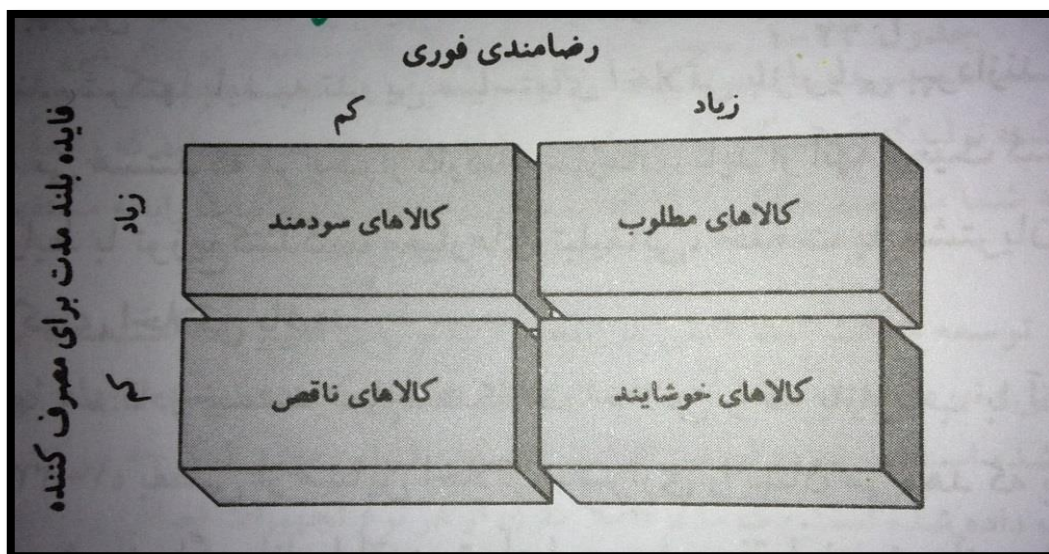 رضامندی فوری
زیاد
کم
فایده بلند مدت برای مصرف کننده
زیاد
کم
کالاهای مطلوب
کالاهای سودمند
کالاهای خوشایند
کالاهای ناقص